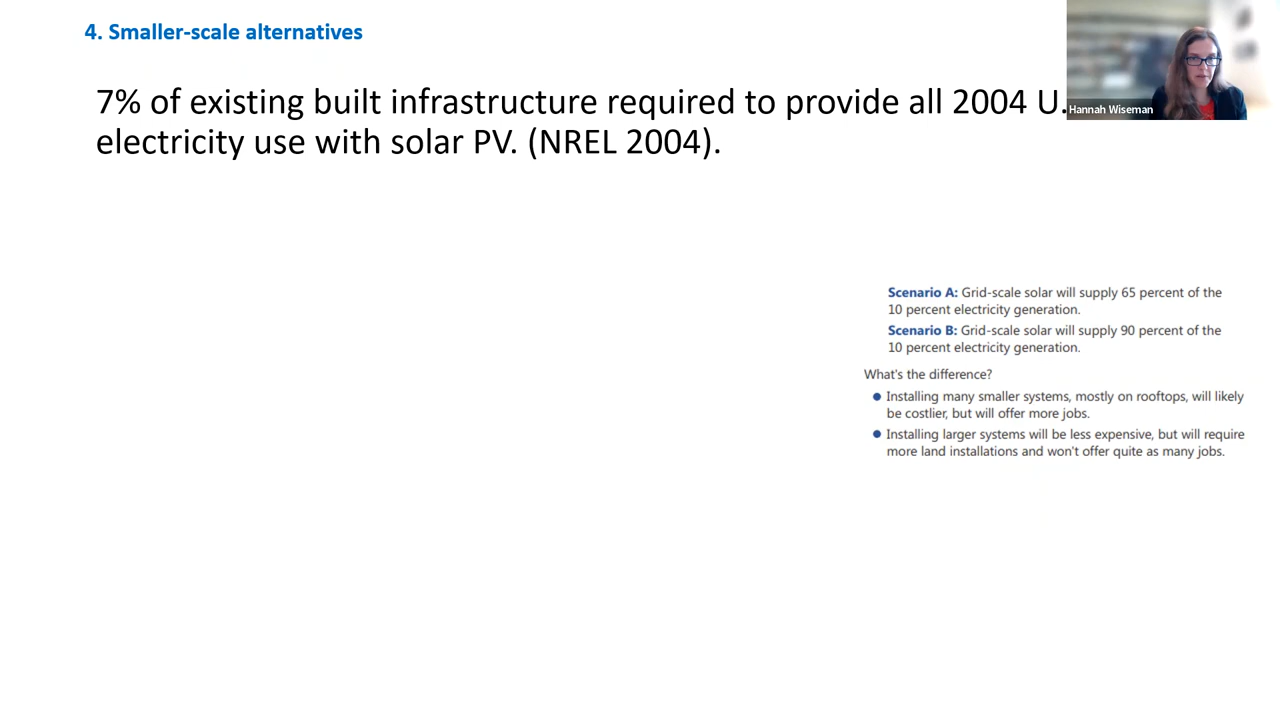 4. Smaller-scale alternatives
7% of existing built infrastructure required to provide all 2004 U.
electricity use with solar PV. (NREL 2004).
Hannah Wiseman
Scenario A: Grid-scale solar will supply 65 percent of the
10 percent electricity generation.
Scenario B: Grid-scale solar will supply 90 percent of the
10 percent electricity generation.
What's the difference?
● Installing many smaller systems, mostly on rooftops, will likely
be costlier, but will offer more jobs.
● Installing larger systems will be less expensive, but will require
more land installations and won't offer quite as many jobs.